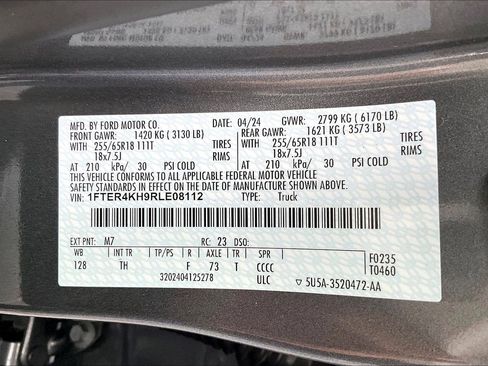 MFD. BY FORD MOTOR CO. 04/24 GVWR: 2799 KG ( 6170 LB)
FRONT GAWR: 1420 KG ( 3130 LB) REAR GAWR: 1621 KG ( 3573 LB)
WITH 255/65R18 111T TIRES WITH 255/65R18 111T TIRES
18x7.5J 18x7.5J
AT 210 kPa/ 30 PSI COLD AT 210 kPa/ 30 PSI COLD
THIS VEHICLE CONFORMS TO ALL APPLICABLE FEDERAL MOTOR VEHICLE
SAFETY AND THEFT PREVENTION STANDARDS IN EFFECT ON THE DATE OF MANUFACTURE SHOWN ABOVE.
VIN: 1FTER4KH9RLE08112 TYPE: Truck
EXT PNT: M7 RC: 23 DSO:
WB INT TR TP/PS R AXLE TR SPR F0235
128 TH F 73 T CCCC T0460
3202404125278 ULC ▽ 5U5A-3520472-AA